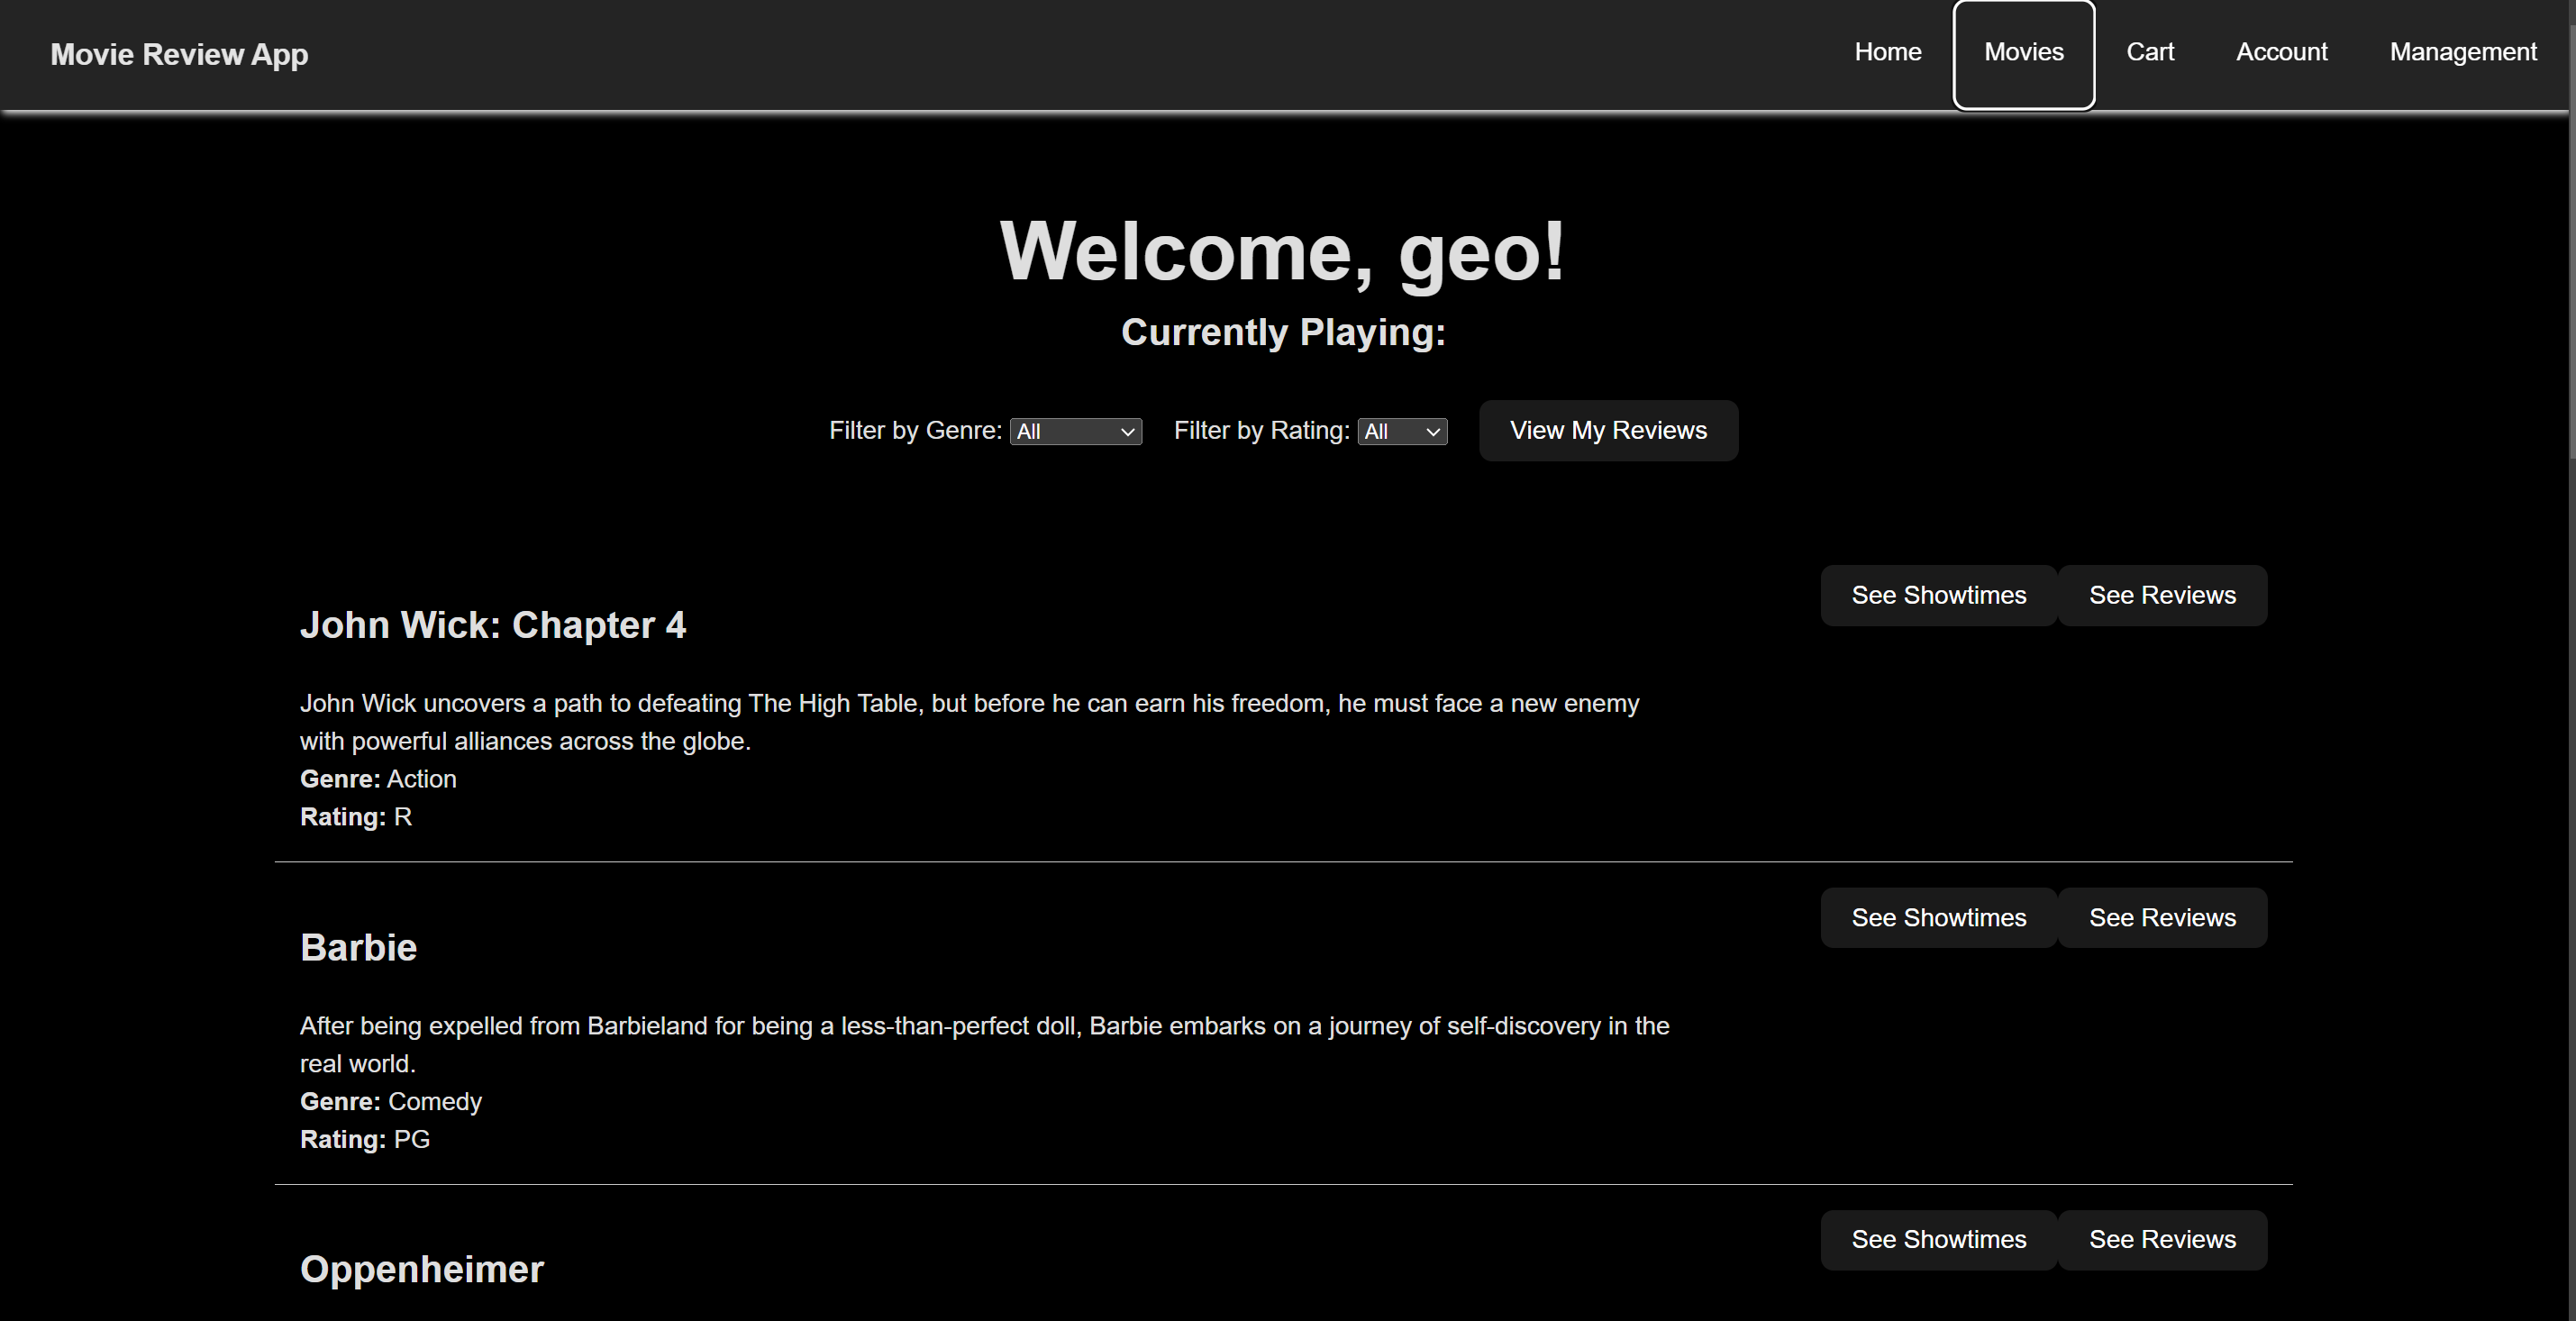 Movie Review App
Home Movies Cart Account Management
Welcome, geo!
Currently Playing:
Filter by Genre: All Filter by Rating: All View My Reviews
See Showtimes See Reviews
John Wick: Chapter 4
John Wick uncovers a path to defeating The High Table, but before he can earn his freedom, he must face a new enemy
with powerful alliances across the globe.
Genre: Action
Rating: R
See Showtimes See Reviews
Barbie
After being expelled from Barbieland for being a less-than-perfect doll, Barbie embarks on a journey of self-discovery in the
real world.
Genre: Comedy
Rating: PG
See Showtimes See Reviews
Oppenheimer